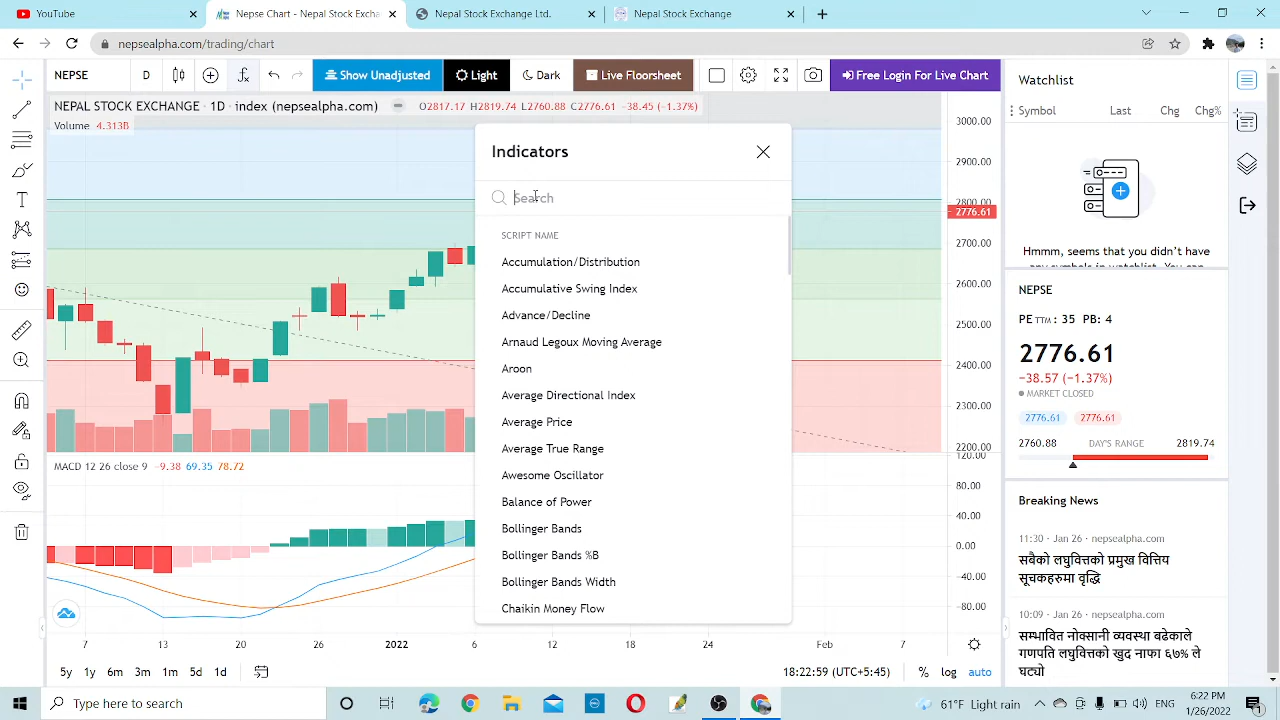 YouTube
Nepse Chart - Nepse Technical
Nepal Stock Exchange Ltd.
Nepal Stock Exchange
nepsealpha.com/trading/chart
NEPSE
D
Show Unadjusted
Light
Dark
Live Floorsheet
Free Login For Live Chart
NEPAL STOCK EXCHANGE · 1D · index (nepsealpha.com)
O2817.17 H2819.74 L2760.88 C2776.61 −38.45 (−1.37%)
Volume 4.313B
3000.00
2900.00
2800.00
2776.61
2700.00
2600.00
2500.00
2400.00
2300.00
2200.00
Indicators
Search
SCRIPT NAME
Accumulation/Distribution
Accumulative Swing Index
Advance/Decline
Arnaud Legoux Moving Average
Aroon
Average Directional Index
Average Price
Average True Range
Awesome Oscillator
Balance of Power
Bollinger Bands
Bollinger Bands %B
Bollinger Bands Width
Chaikin Money Flow
MACD 12 26 close 9 −9.38 69.35 78.72
120.00
80.00
40.00
0.00
−40.00
−80.00
7 13 20 26 2022 6 12 18 24 Feb 7
5y 1y 6m 3m 1m 5d 1d
18:22:59 (UTC+5:45)
% log auto
Watchlist
Symbol Last Chg Chg%
Hmmm, seems that you didn't have
any symbols in watchlist. You can
NEPSE
PE TTM : 35 PB: 4
2776.61
−38.57 (−1.37%)
MARKET CLOSED
2776.61 2776.61
2760.88 DAY'S RANGE 2819.74
Breaking News
11:30 · Jan 26 · nepsealpha.com
सबैको लघुवित्तको प्रमुख वित्तिय
सूचकहरुमा वृद्धि
10:09 · Jan 26 · nepsealpha.com
सम्भावित नोक्सानी व्यवस्था बढेकाले
गणपति लघुवित्तको खुद नाफा ६७% ले
घट्यो
Type here to search
61°F Light rain
ENG
6:22 PM
1/26/2022